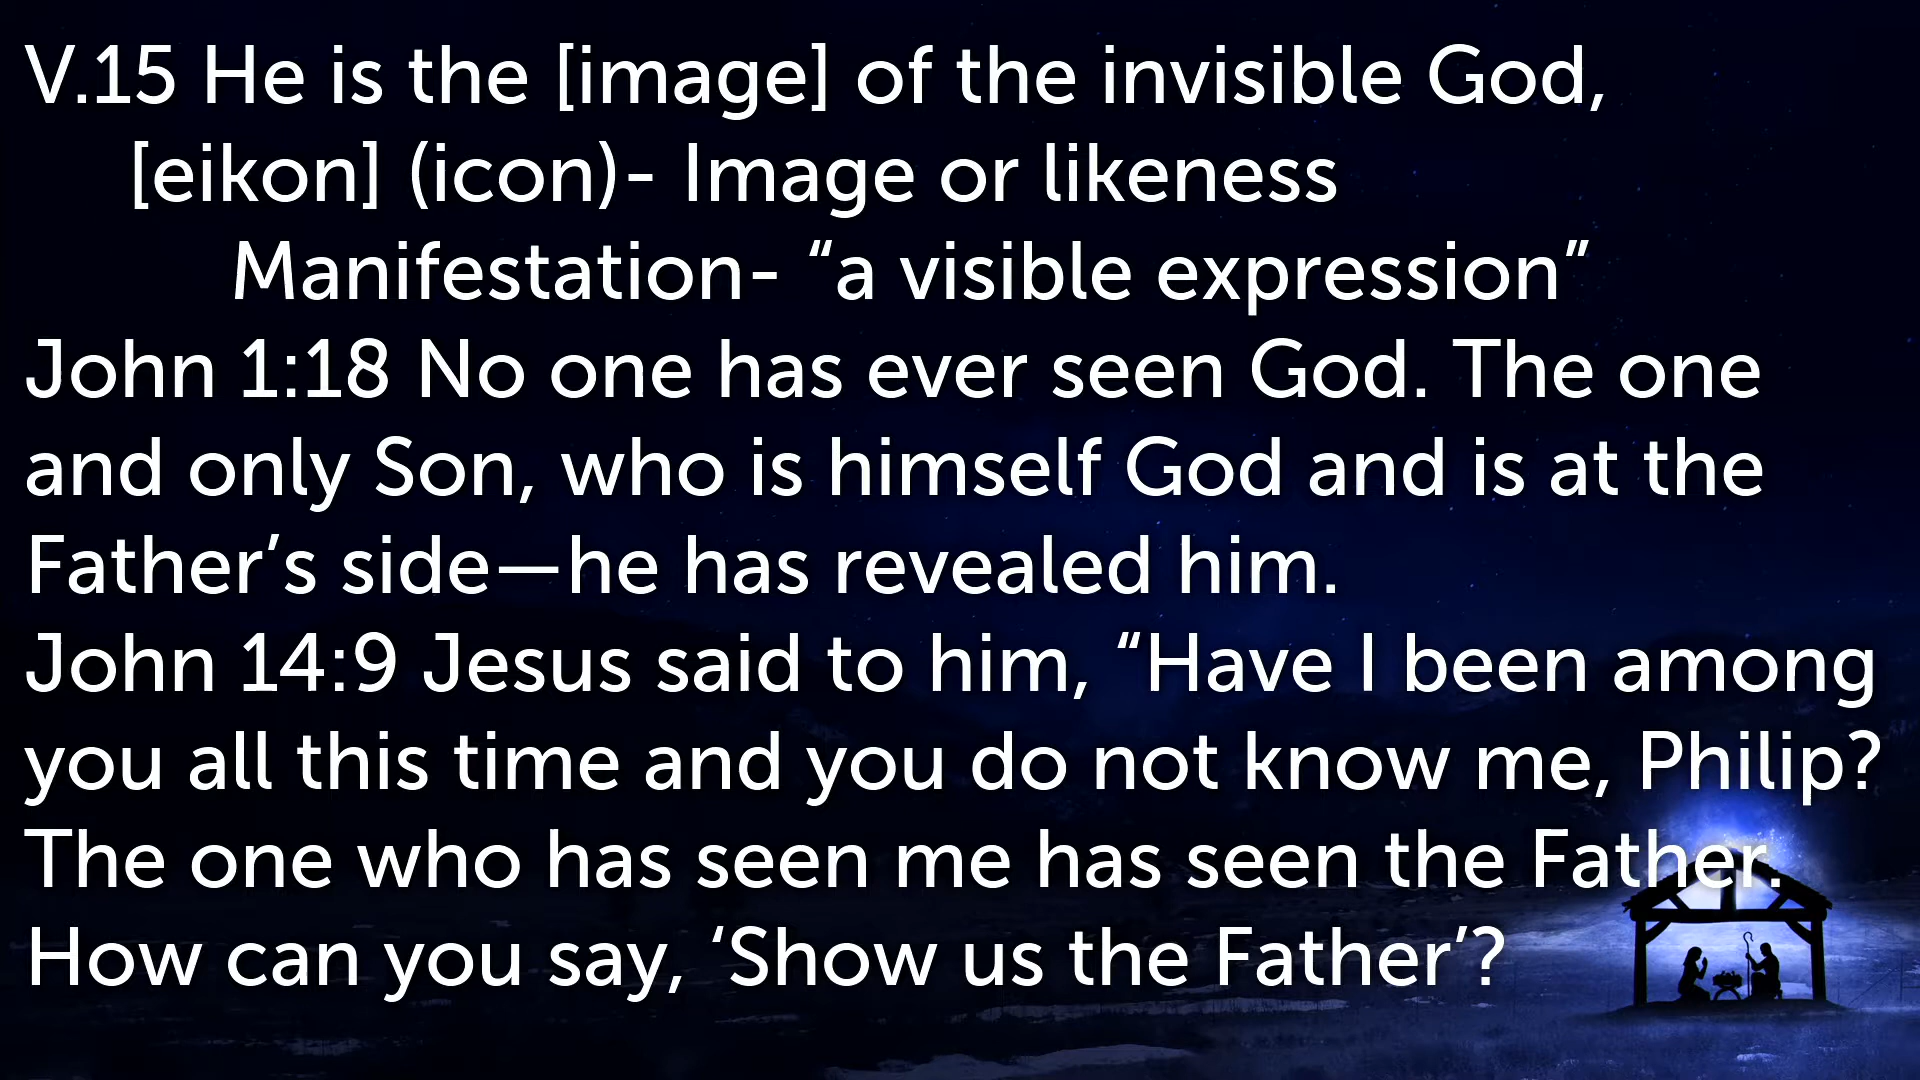 V.15 He is the [image] of the invisible God,
[eikon] (icon)- Image or likeness
Manifestation- “a visible expression”
John 1:18 No one has ever seen God. The one
and only Son, who is himself God and is at the
Father’s side—he has revealed him.
John 14:9 Jesus said to him, “Have I been among
you all this time and you do not know me, Philip?
The one who has seen me has seen the Father.
How can you say, ‘Show us the Father’?